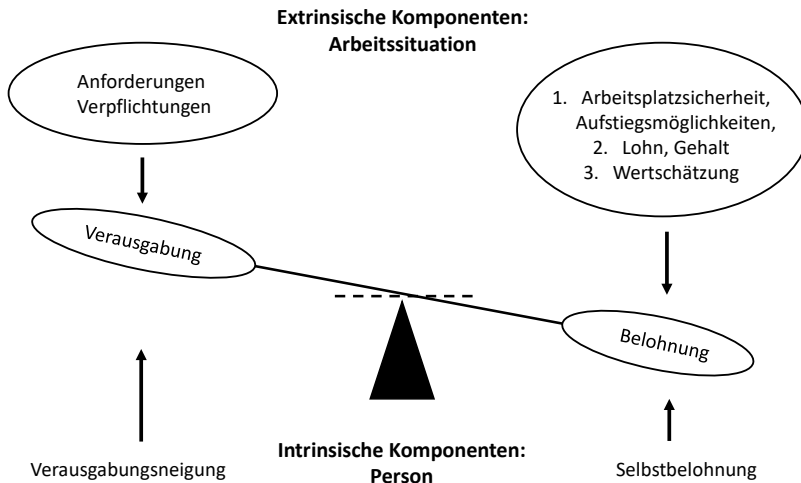 Extrinsische Komponenten:
Arbeitssituation
Anforderungen
Verpflichtungen
1. Arbeitsplatzsicherheit,
Aufstiegsmöglichkeiten,
2. Lohn, Gehalt
3. Wertschätzung
Verausgabung
Belohnung
Verausgabungsneigung
Intrinsische Komponenten:
Person
Selbstbelohnung